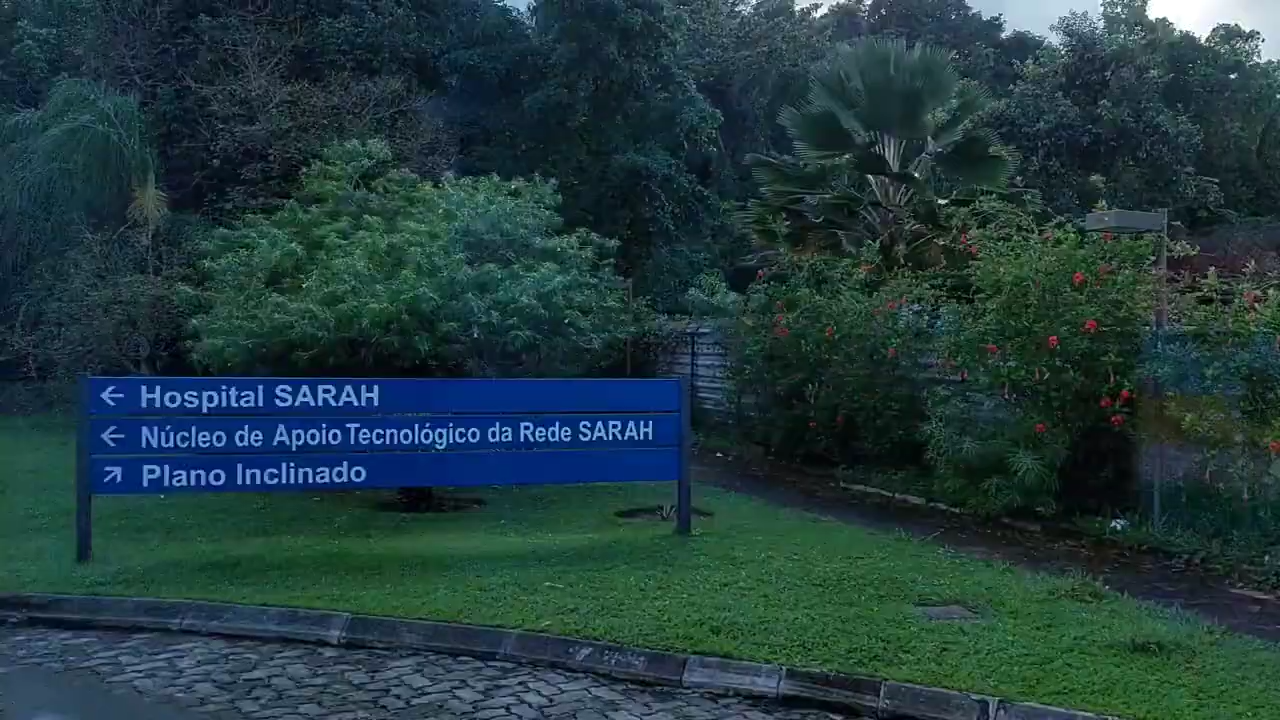 ← Hospital SARAH
← Núcleo de Apoio Tecnológico da Rede SARAH
↗ Plano Inclinado